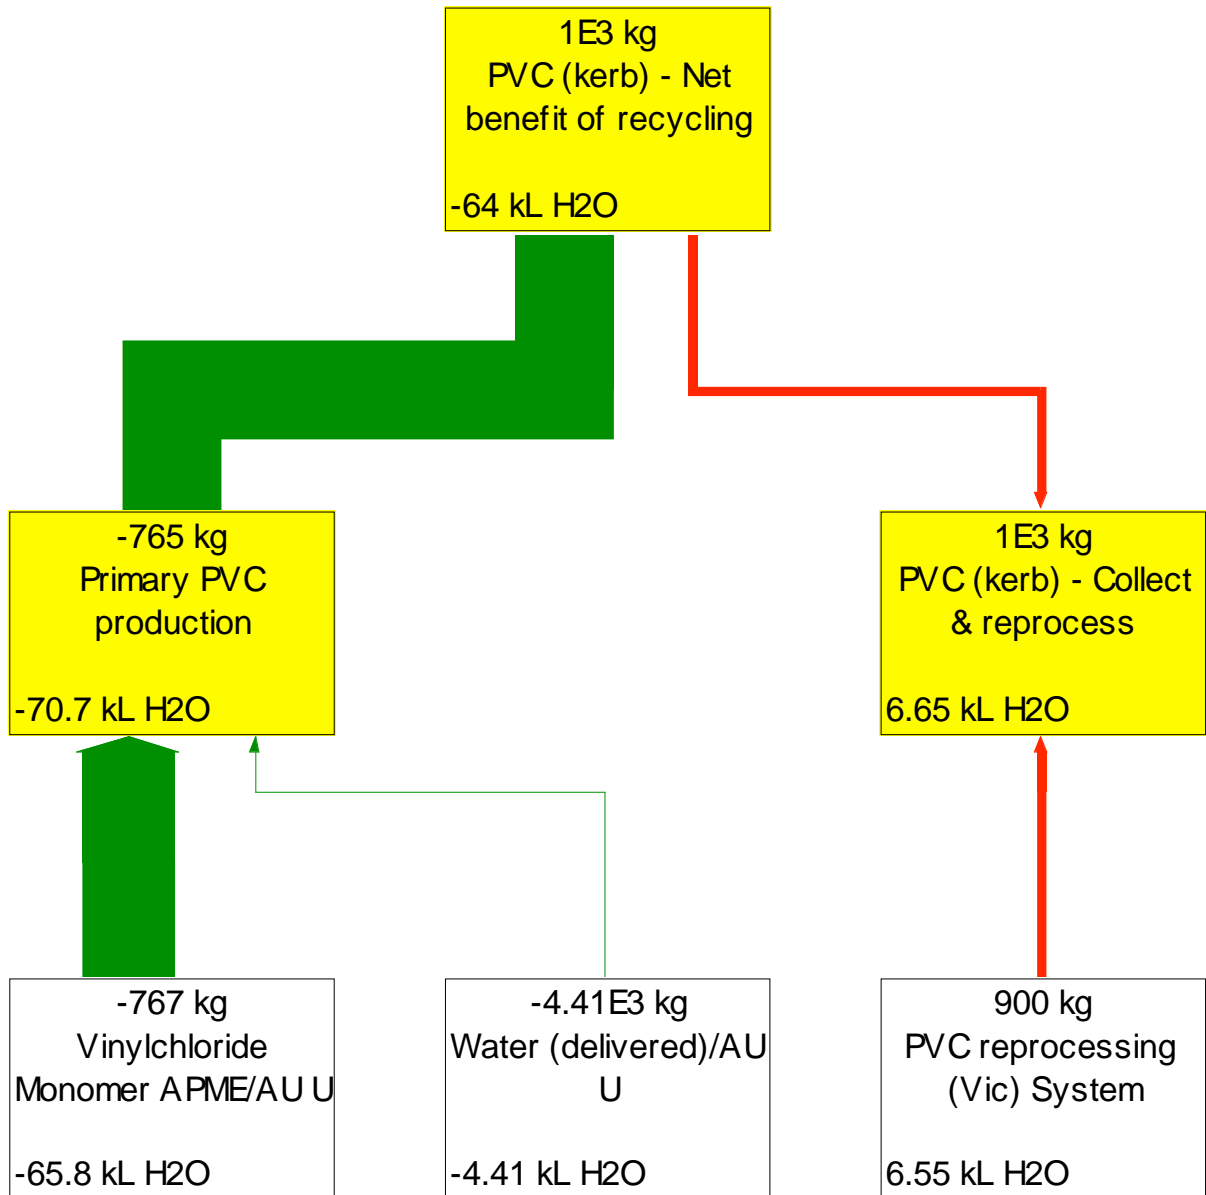 1E3 kg
PVC (kerb) - Net
benefit of recycling
-64 kL H2O
-765 kg
Primary PVC
production
-70.7 kL H2O
1E3 kg
PVC (kerb) - Collect
& reprocess
6.65 kL H2O
-767 kg
Vinylchloride
Monomer APME/AU U
-65.8 kL H2O
-4.41E3 kg
Water (delivered)/AU
U
-4.41 kL H2O
900 kg
PVC reprocessing
(Vic) System
6.55 kL H2O